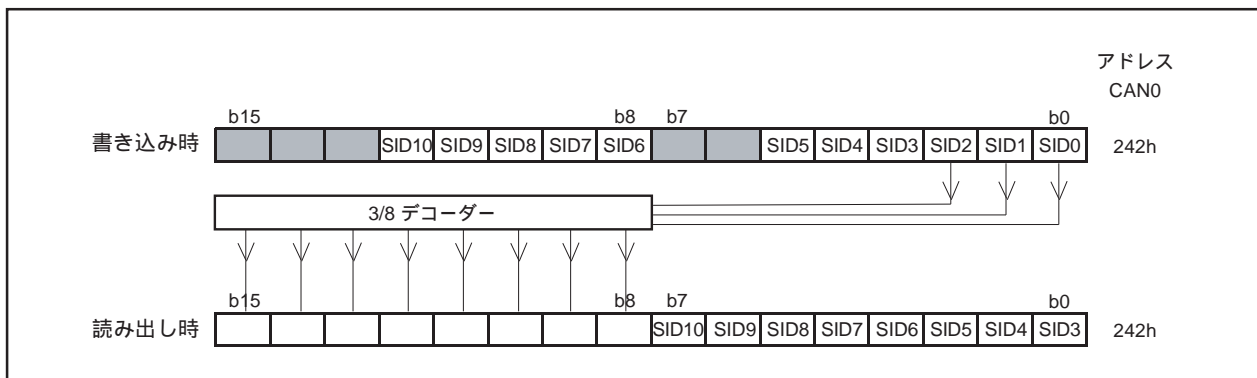 アドレス
CAN0
b15 b8 b7 b0
書き込み時 SID10 SID9 SID8 SID7 SID6 SID5 SID4 SID3 SID2 SID1 SID0 242h
3/8 デコーダー
b15 b8 b7 b0
読み出し時 SID10 SID9 SID8 SID7 SID6 SID5 SID4 SID3 242h